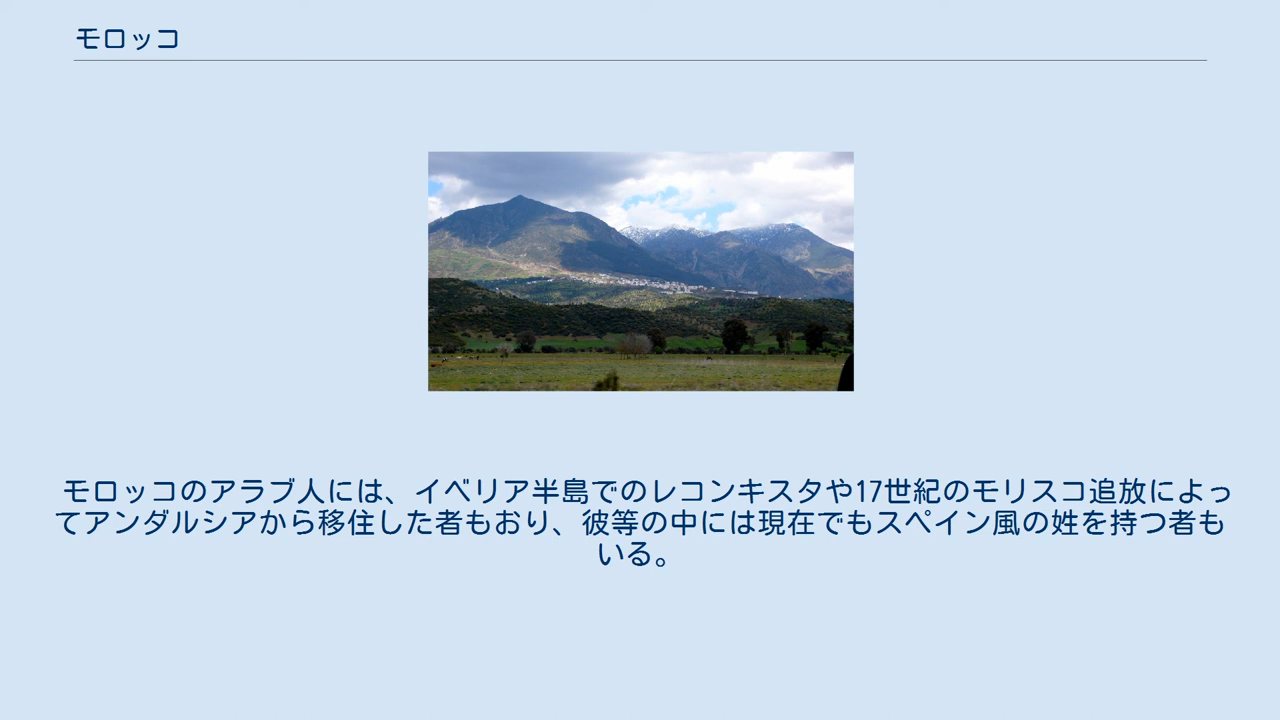 モロッコ
モロッコのアラブ人には、イベリア半島でのレコンキスタや17世紀のモリスコ追放によっ
てアンダルシアから移住した者もおり、彼等の中には現在でもスペイン風の姓を持つ者も
いる。